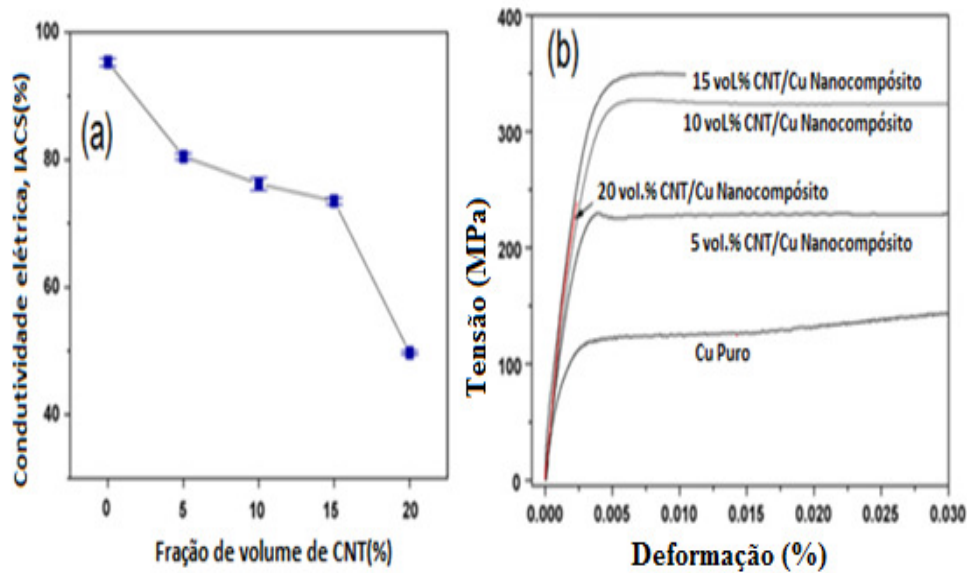 (a)
Condutividade elétrica, IACS(%)
100
80
60
40
0 5 10 15 20
Fração de volume de CNT(%)
(b)
Tensão (MPa)
400
300
200
100
0
15 vol.% CNT/Cu Nanocompósito
10 vol.% CNT/Cu Nanocompósito
20 vol.% CNT/Cu Nanocompósito
5 vol.% CNT/Cu Nanocompósito
Cu Puro
0.000 0.005 0.010 0.015 0.020 0.025 0.030
Deformação (%)